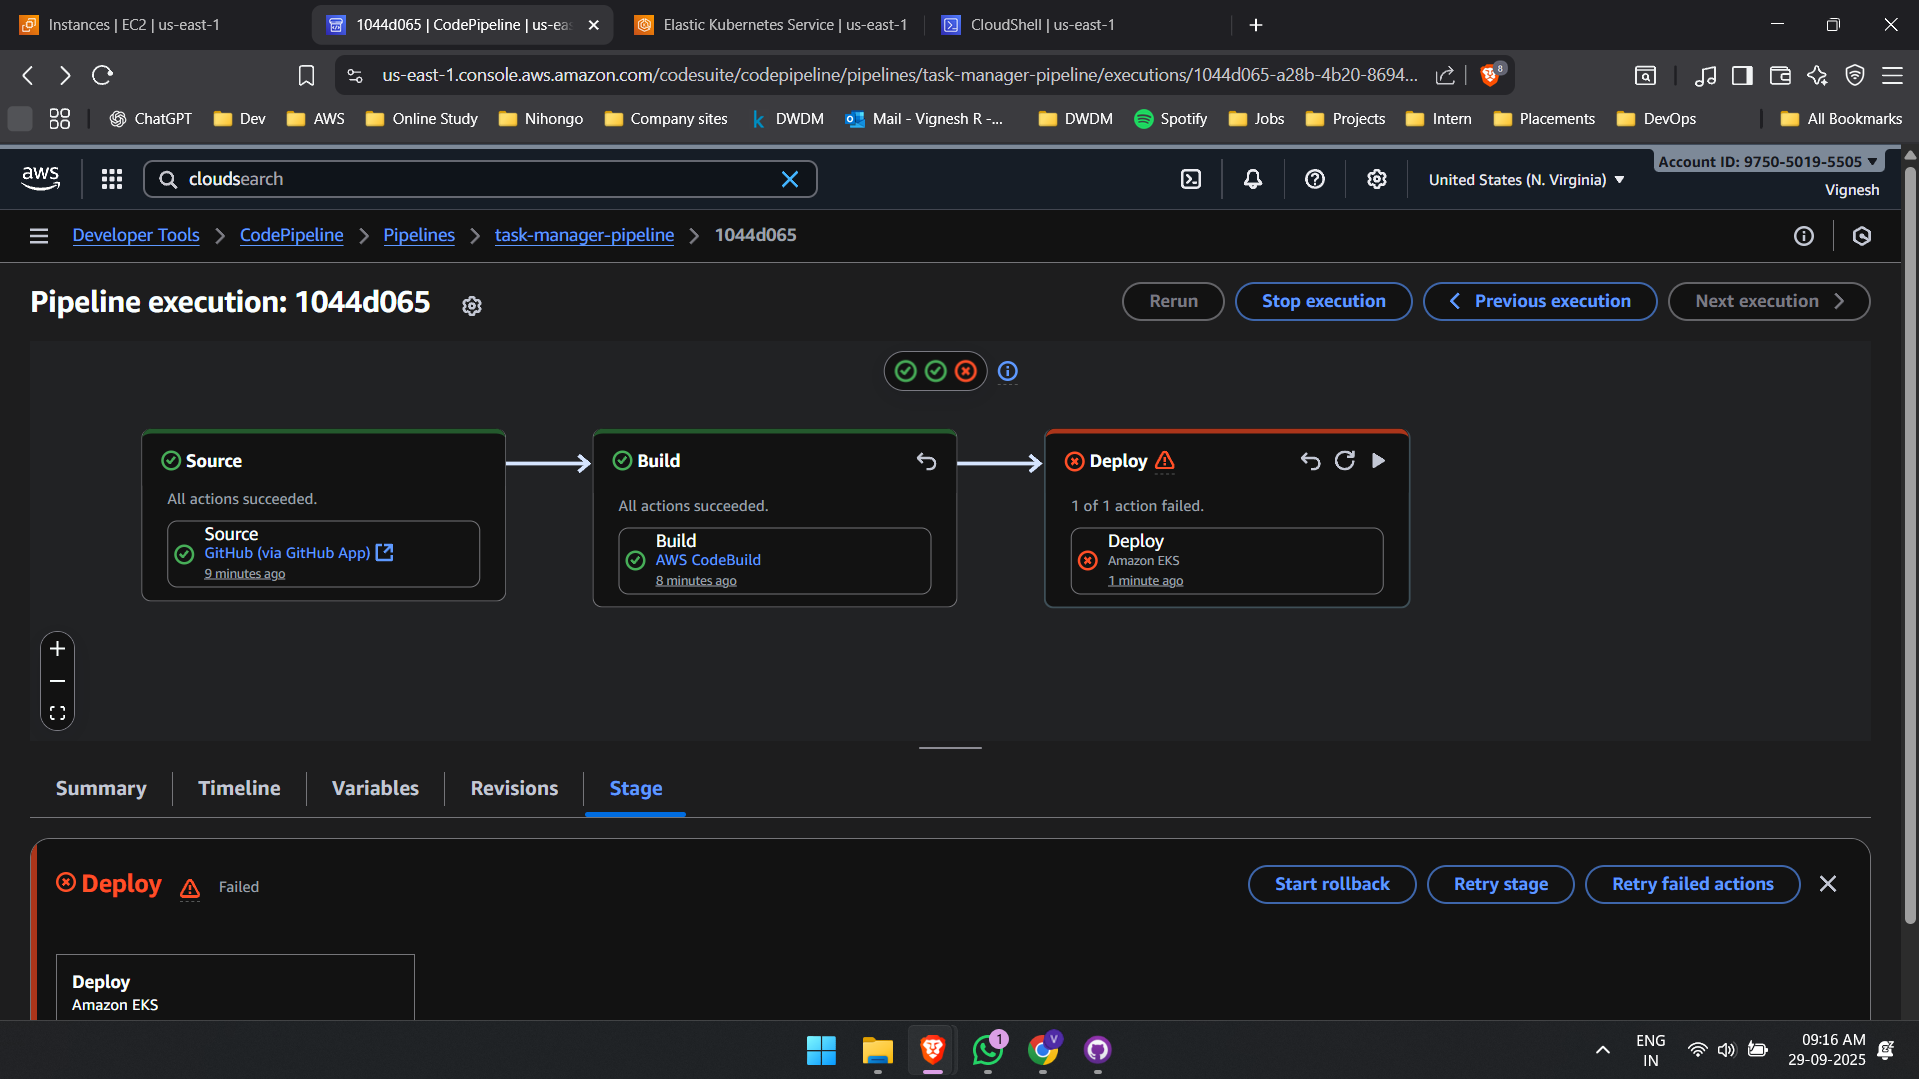 Instances | EC2 | us-east-1
1044d065 | CodePipeline | us-eas
Elastic Kubernetes Service | us-east-1
CloudShell | us-east-1
us-east-1.console.aws.amazon.com/codesuite/codepipeline/pipelines/task-manager-pipeline/executions/1044d065-a28b-4b20-8694...
8
ChatGPT
Dev
AWS
Online Study
Nihongo
Company sites
k DWDM
Mail - Vignesh R -...
DWDM
Spotify
Jobs
Projects
Intern
Placements
DevOps
All Bookmarks
aws
cloudsearch
United States (N. Virginia)
Account ID: 9750-5019-5505
Vignesh
Developer Tools
CodePipeline
Pipelines
task-manager-pipeline
1044d065
Pipeline execution: 1044d065
Rerun
Stop execution
Previous execution
Next execution
Source
All actions succeeded.
Source
GitHub (via GitHub App)
9 minutes ago
Build
All actions succeeded.
Build
AWS CodeBuild
8 minutes ago
Deploy
1 of 1 action failed.
Deploy
Amazon EKS
1 minute ago
Summary
Timeline
Variables
Revisions
Stage
Deploy
Failed
Start rollback
Retry stage
Retry failed actions
Deploy
Amazon EKS
1
V
ENG
IN
09:16 AM
29-09-2025